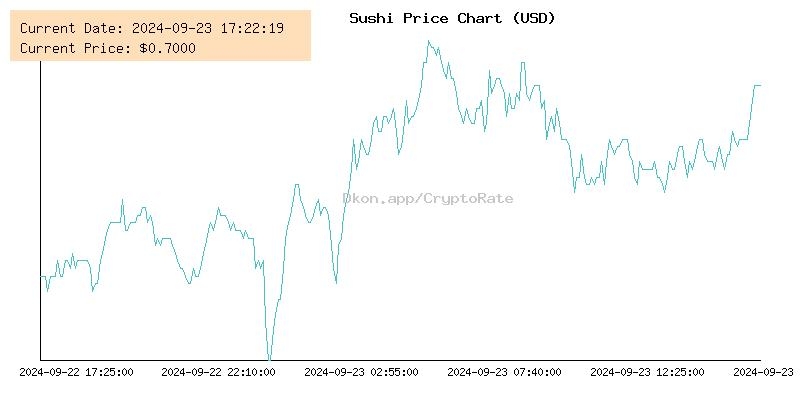 Sushi Price Chart (USD)
Current Date: 2024-09-23 17:22:19
Current Price: $0.7000
Dkon.app/CryptoRate
2024-09-22 17:25:00 2024-09-22 22:10:00 2024-09-23 02:55:00 2024-09-23 07:40:00 2024-09-23 12:25:00 2024-09-23